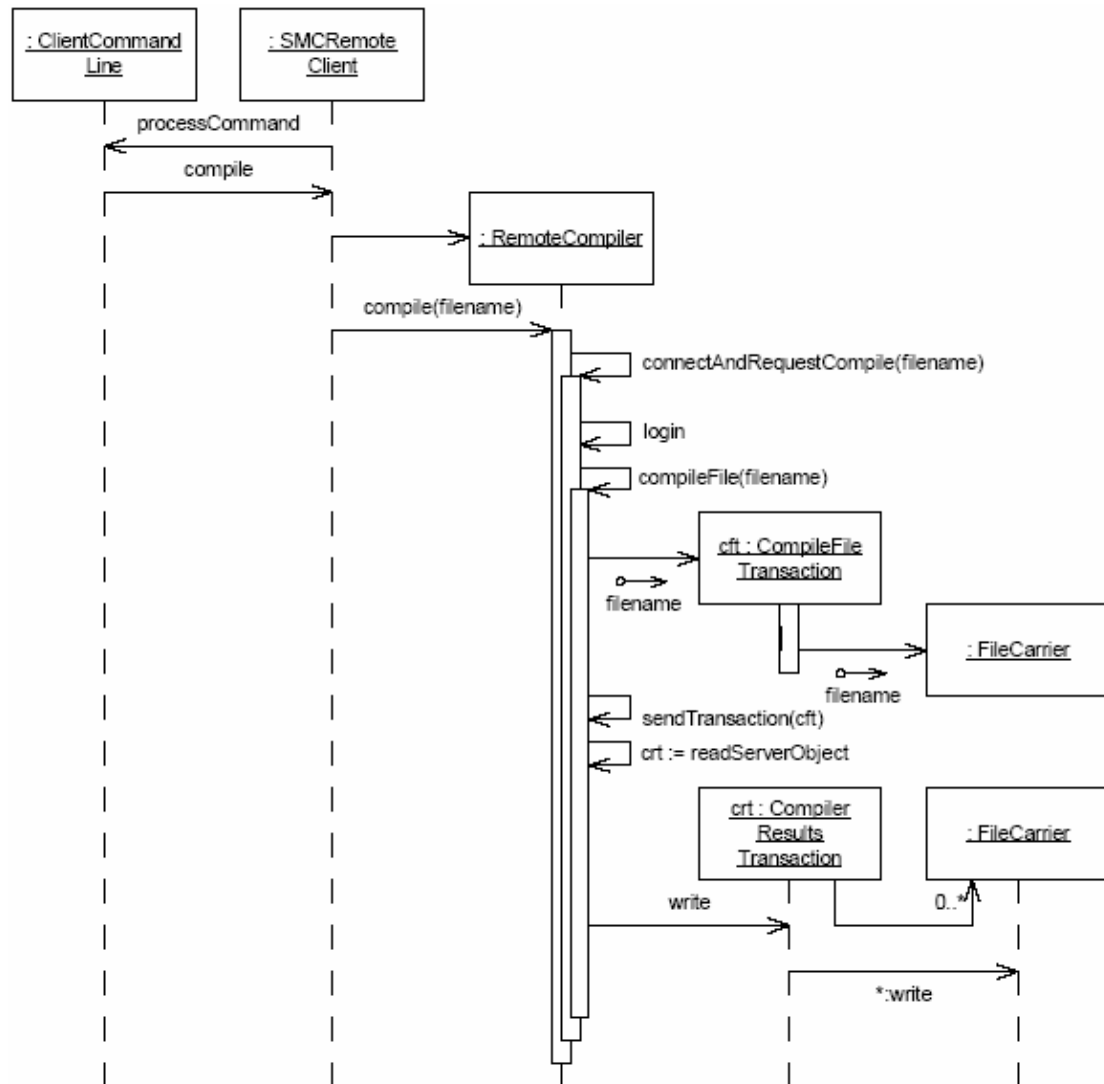 : ClientCommand
Line
: SMCRemote
Client
processCommand
compile
: RemoteCompiler
compile(filename)
connectAndRequestCompile(filename)
login
compileFile(filename)
cft : CompileFile
Transaction
filename
: FileCarrier
filename
sendTransaction(cft)
crt := readServerObject
crt : Compiler
Results
Transaction
: FileCarrier
write
0..*
*:write